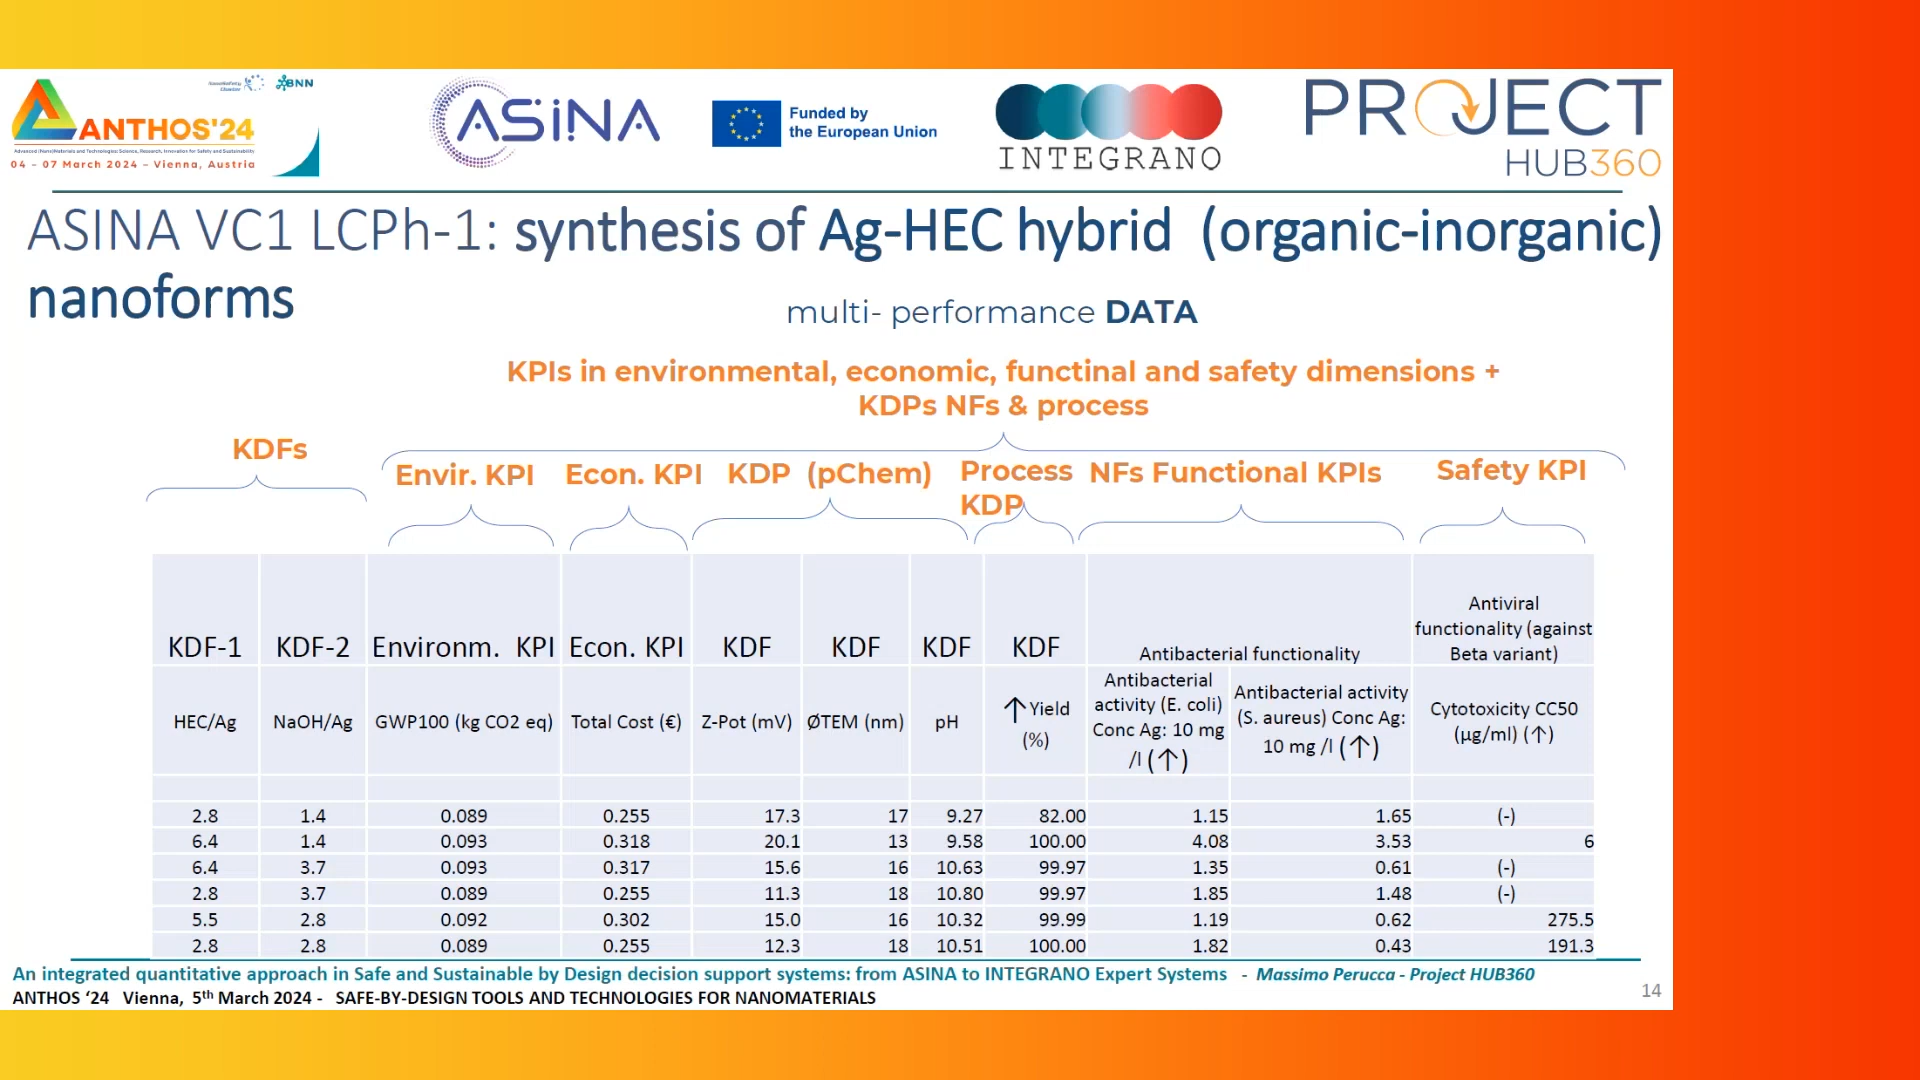 BNN
ANTHOS'24
Advanced (Nano)Materials and Technologies: Science, Research, Innovation for Safety and Sustainability
04 – 07 March 2024 – Vienna, Austria
ASINA
Funded by
the European Union
INTEGRANO
PROJECT
HUB360
ASINA VC1 LCPh-1: synthesis of Ag-HEC hybrid (organic-inorganic)
nanoforms
multi- performance DATA
KPIs in environmental, economic, functinal and safety dimensions +
KDPs NFs & process
KDFs
Envir. KPI Econ. KPI KDP (pChem) Process KDP NFs Functional KPIs Safety KPI
KDF-1 KDF-2 Environm. KPI Econ. KPI KDF KDF KDF KDF Antibacterial functionality Antiviral functionality (against Beta variant)
HEC/Ag NaOH/Ag GWP100 (kg CO2 eq) Total Cost (€) Z-Pot (mV) ØTEM (nm) pH ↑Yield (%) Antibacterial activity (E. coli) Conc Ag: 10 mg /l (↑) Antibacterial activity (S. aureus) Conc Ag: 10 mg /l (↑) Cytotoxicity CC50 (µg/ml) (↑)
2.8 1.4 0.089 0.255 17.3 17 9.27 82.00 1.15 1.65 (-)
6.4 1.4 0.093 0.318 20.1 13 9.58 100.00 4.08 3.53 6
6.4 3.7 0.093 0.317 15.6 16 10.63 99.97 1.35 0.61 (-)
2.8 3.7 0.089 0.255 11.3 18 10.80 99.97 1.85 1.48 (-)
5.5 2.8 0.092 0.302 15.0 16 10.32 99.99 1.19 0.62 275.5
2.8 2.8 0.089 0.255 12.3 18 10.51 100.00 1.82 0.43 191.3
An integrated quantitative approach in Safe and Sustainable by Design decision support systems: from ASINA to INTEGRANO Expert Systems - Massimo Perucca - Project HUB360
ANTHOS ‘24 Vienna, 5th March 2024 - SAFE-BY-DESIGN TOOLS AND TECHNOLOGIES FOR NANOMATERIALS
14